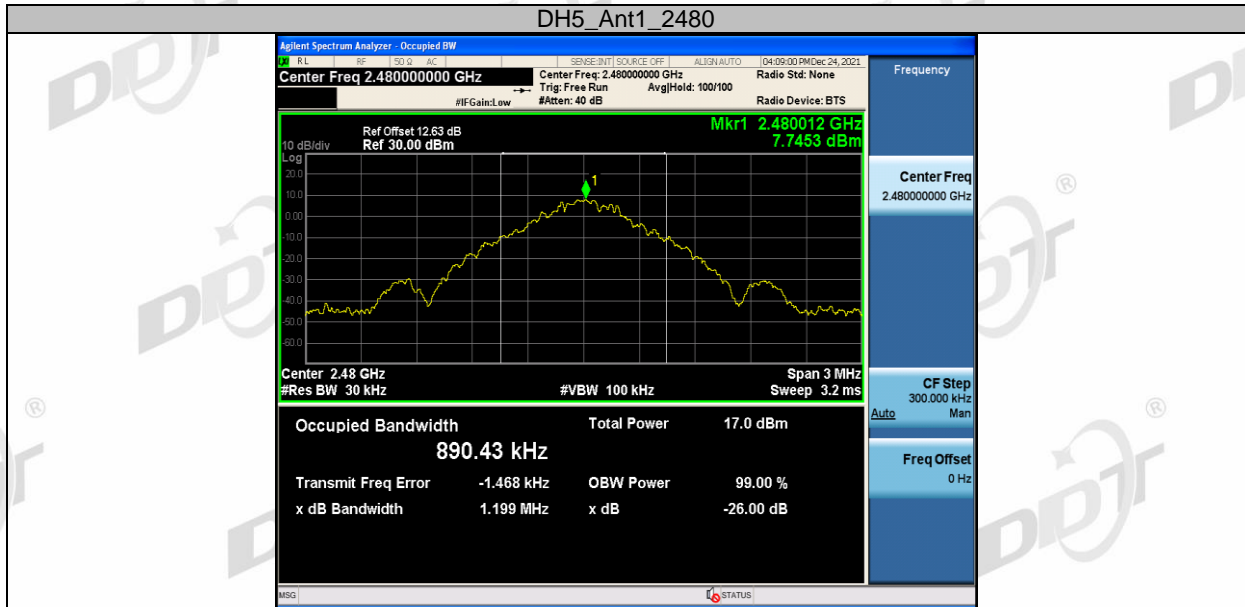 DH5_Ant1_2480
Agilent Spectrum Analyzer - Occupied BW
RL RF 50 Ω AC SENSE:INT SOURCE OFF ALIGN AUTO 04:09:00 PM Dec 24, 2021
Center Freq 2.480000000 GHz
Center Freq: 2.480000000 GHz
Radio Std: None
Trig: Free Run Avg|Hold: 100/100
#IFGain:Low
#Atten: 40 dB
Radio Device: BTS
Frequency
Mkr1 2.480012 GHz
7.7453 dBm
Ref Offset 12.63 dB
10 dB/div Ref 30.00 dBm
Log
20.0
10.0
0.00
-10.0
-20.0
-30.0
-40.0
-50.0
-60.0
1
Center Freq
2.480000000 GHz
Center 2.48 GHz
Span 3 MHz
#Res BW 30 kHz
#VBW 100 kHz
Sweep 3.2 ms
CF Step
300.000 kHz
Auto Man
Occupied Bandwidth
890.43 kHz
Total Power 17.0 dBm
Transmit Freq Error -1.468 kHz
OBW Power 99.00 %
x dB Bandwidth 1.199 MHz
x dB -26.00 dB
Freq Offset
0 Hz
MSG
STATUS
DDT
®